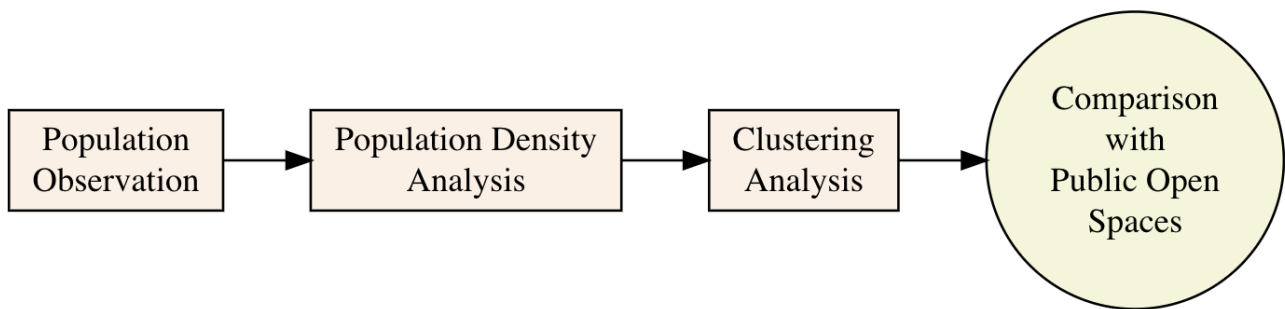 Population
Observation
Population Density
Analysis
Clustering
Analysis
Comparison
with
Public Open
Spaces